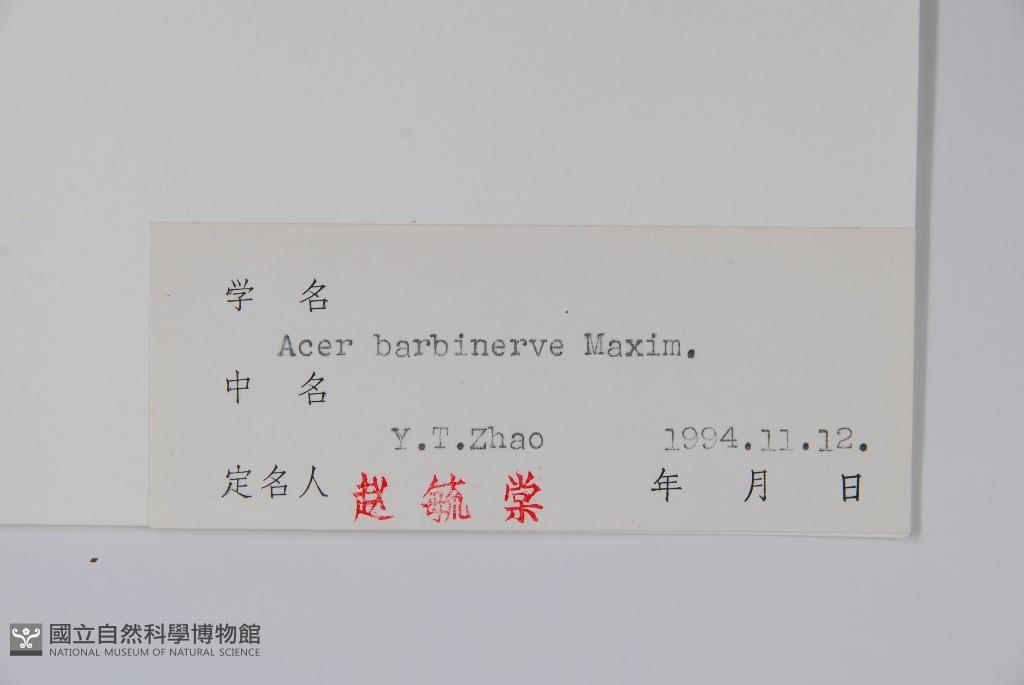 学 名
Acer barbinerve Maxim.
中 名
Y.T.Zhao 1994.11.12.
定名人 赵 毓 棠 年 月 日
國立自然科學博物館
NATIONAL MUSEUM OF NATURAL SCIENCE